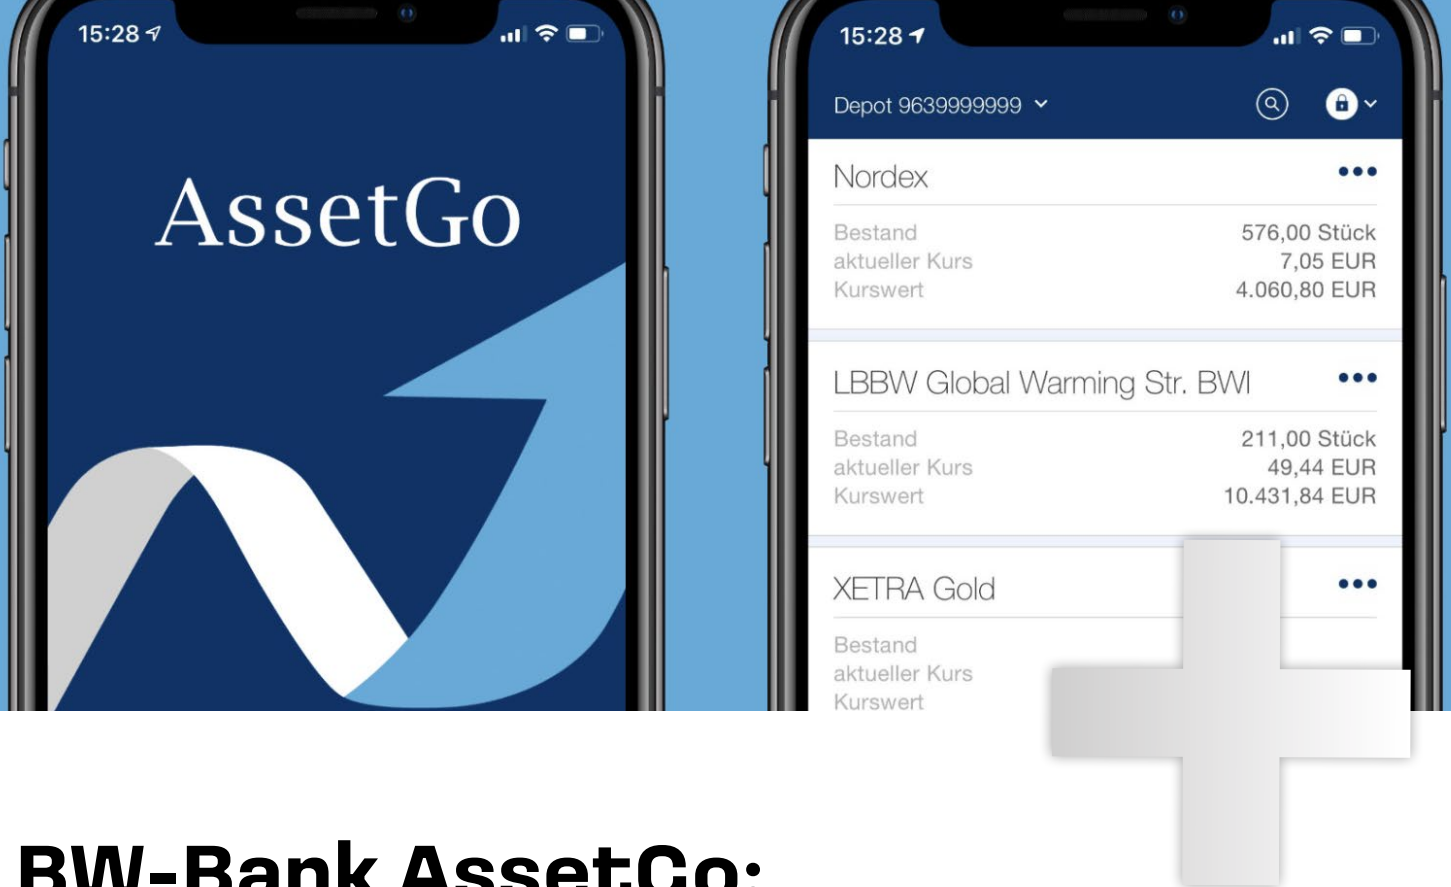 15:28
AssetGo
15:28
Depot 9639999999
Nordex
Bestand 576,00 Stück
aktueller Kurs 7,05 EUR
Kurswert 4.060,80 EUR
LBBW Global Warming Str. BWI
Bestand 211,00 Stück
aktueller Kurs 49,44 EUR
Kurswert 10.431,84 EUR
XETRA Gold
Bestand
aktueller Kurs
Kurswert
BW-Bank AssetGo: